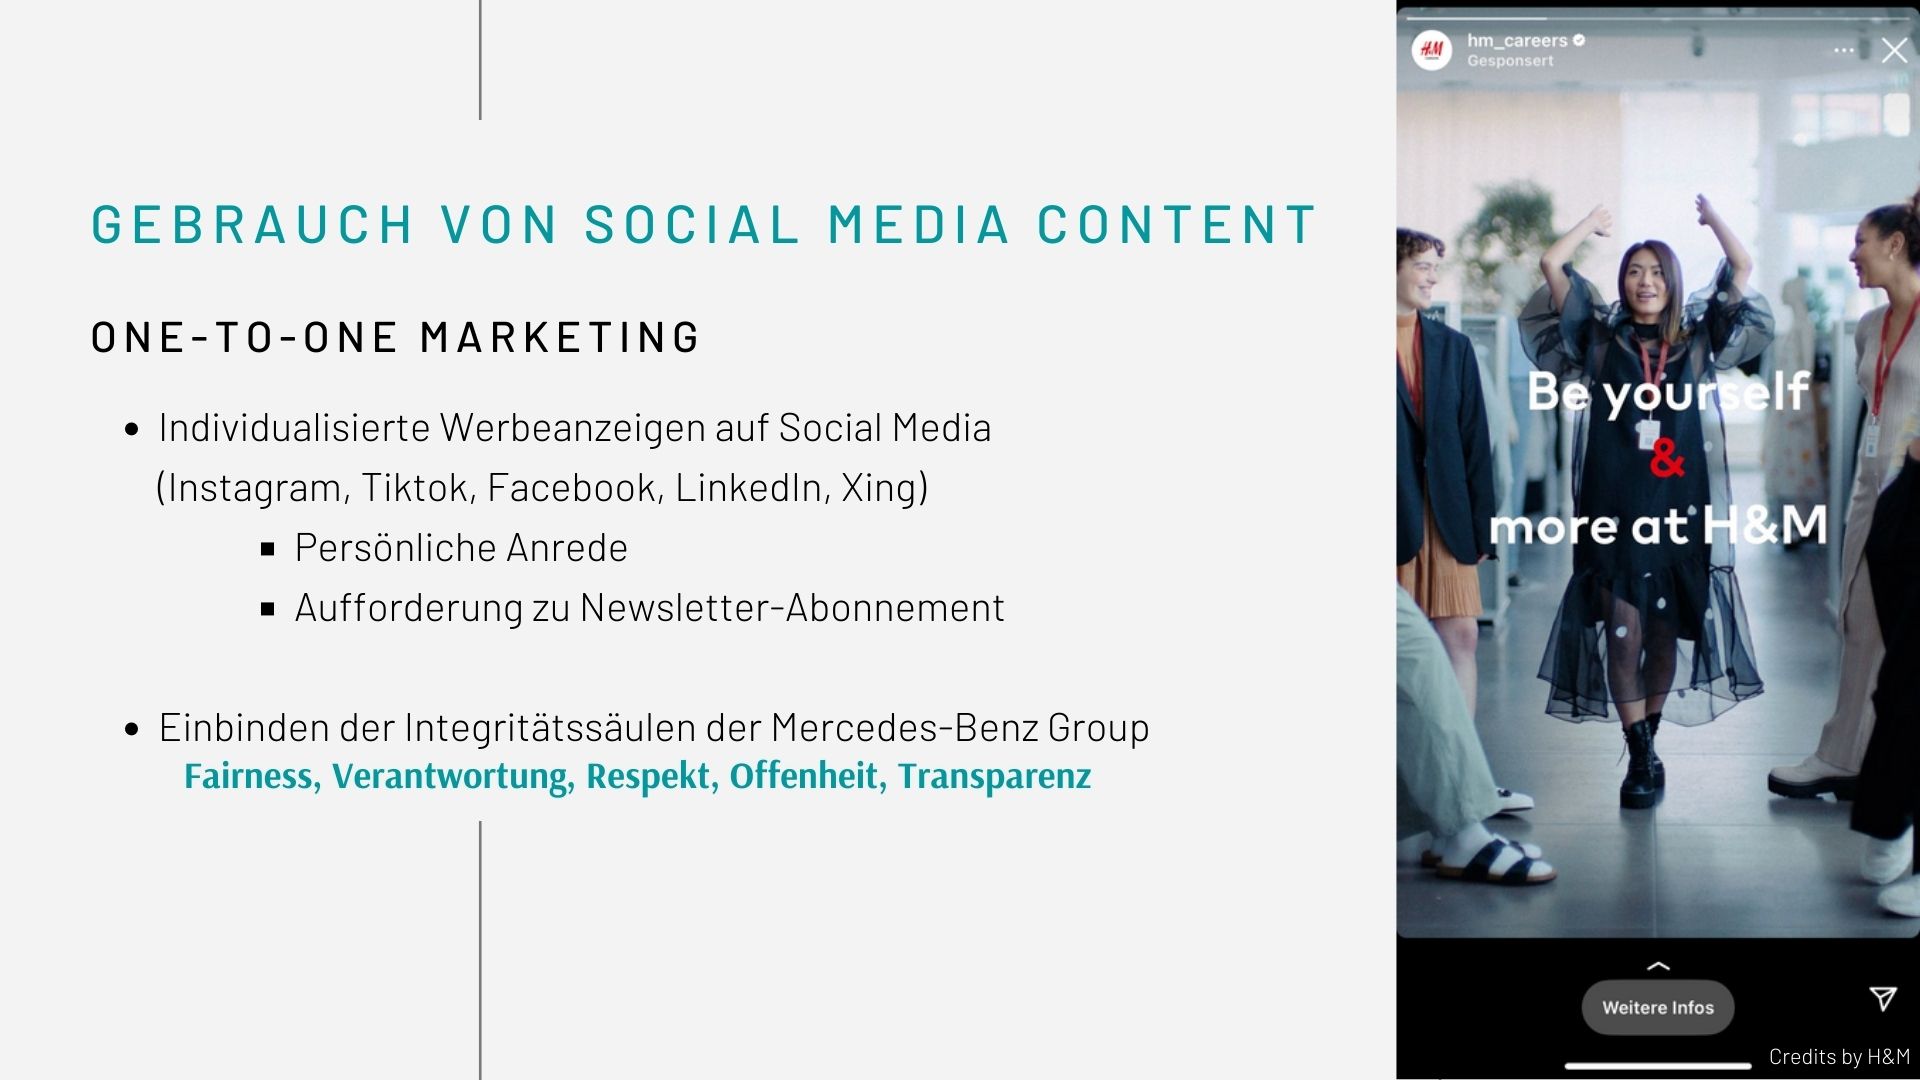 GEBRAUCH VON SOCIAL MEDIA CONTENT
ONE-TO-ONE MARKETING
• Individualisierte Werbeanzeigen auf Social Media
(Instagram, Tiktok, Facebook, LinkedIn, Xing)
▪ Persönliche Anrede
▪ Aufforderung zu Newsletter-Abonnement
• Einbinden der Integritätssäulen der Mercedes-Benz Group
Fairness, Verantwortung, Respekt, Offenheit, Transparenz
H&M
hm_careers
Gesponsert
Be yourself
&
more at H&M
Weitere Infos
Credits by H&M